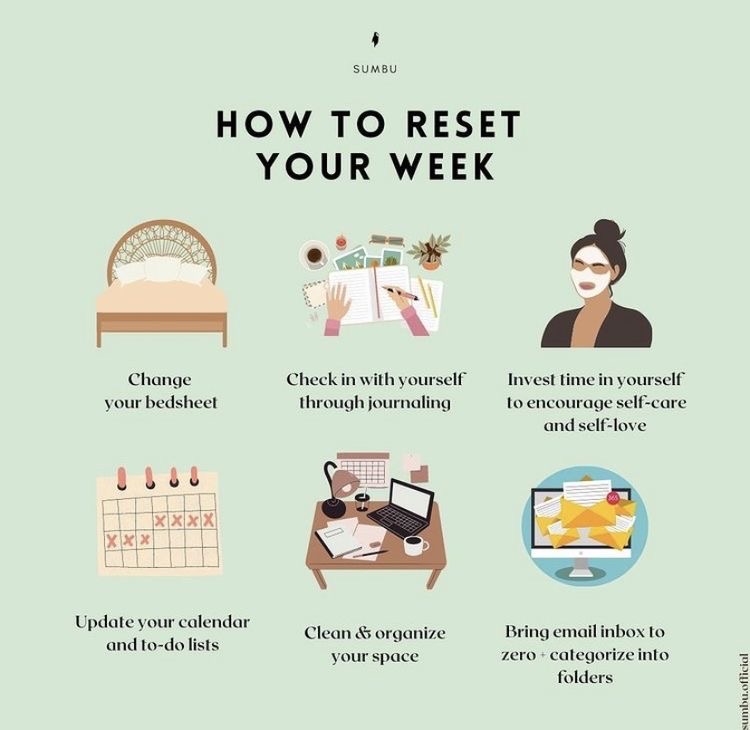 SUMBU
HOW TO RESET
YOUR WEEK
Change
your bedsheet
Check in with yourself
through journaling
Invest time in yourself
to encourage self-care
and self-love
365
Update your calendar
and to-do lists
Clean & organize
your space
Bring email inbox to
zero + categorize into
folders
sumbu.official